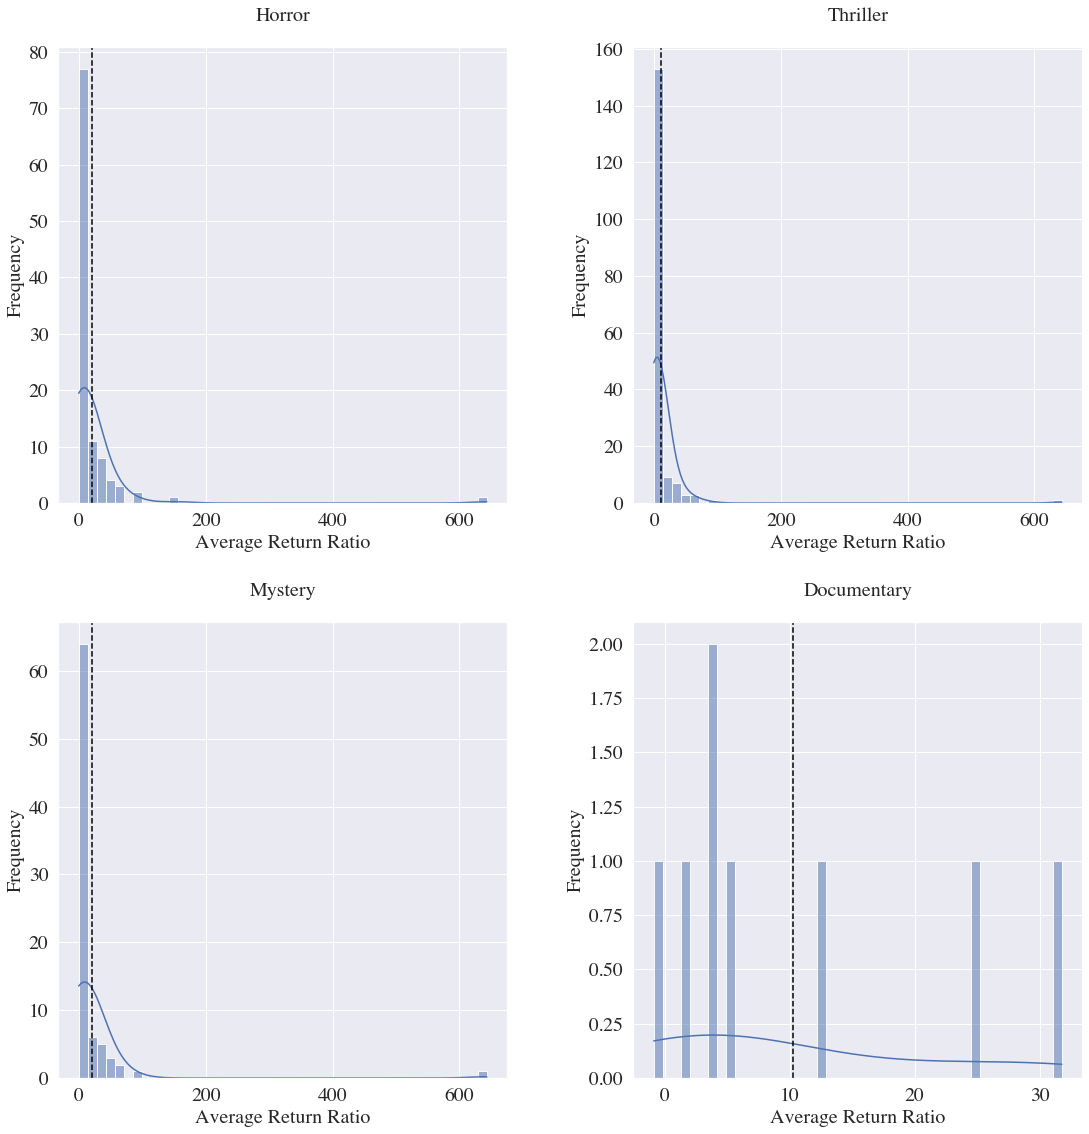 Horror
80
70
60
50
40
30
20
10
0
Frequency
0 200 400 600
Average Return Ratio
Thriller
160
140
120
100
80
60
40
20
0
Frequency
0 200 400 600
Average Return Ratio
Mystery
60
50
40
30
20
10
0
Frequency
0 200 400 600
Average Return Ratio
Documentary
2.00
1.75
1.50
1.25
1.00
0.75
0.50
0.25
0.00
Frequency
0 10 20 30
Average Return Ratio